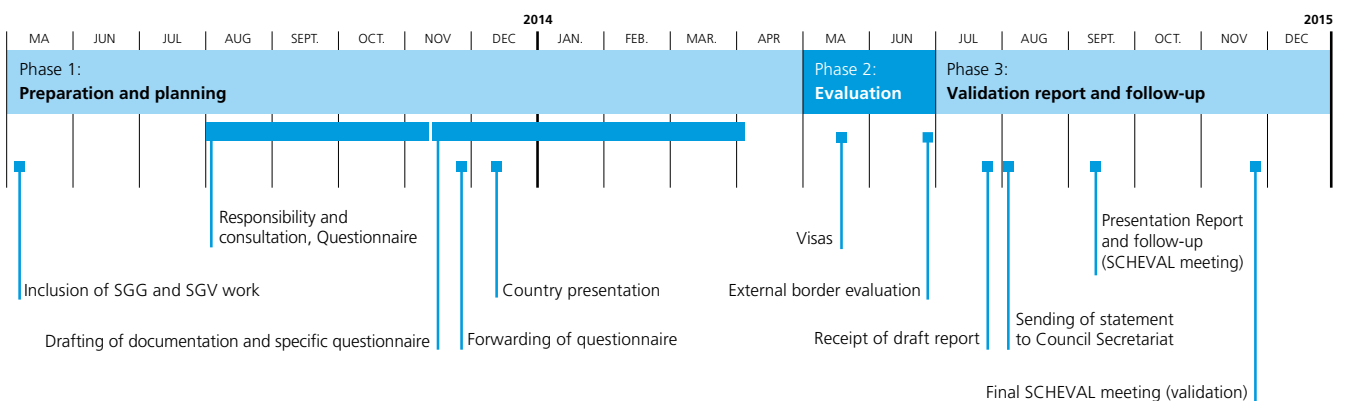 2014
2015
MA JUN JUL AUG SEPT. OCT. NOV DEC JAN. FEB. MAR. APR MA JUN JUL AUG SEPT. OCT. NOV DEC
Phase 1:
Preparation and planning
Phase 2:
Evaluation
Phase 3:
Validation report and follow-up
Responsibility and
consultation, Questionnaire
Presentation Report
and follow-up
(SCHEVAL meeting)
Visas
Inclusion of SGG and SGV work
Country presentation
External border evaluation
Drafting of documentation and specific questionnaire
Forwarding of questionnaire
Receipt of draft report
Sending of statement
to Council Secretariat
Final SCHEVAL meeting (validation)